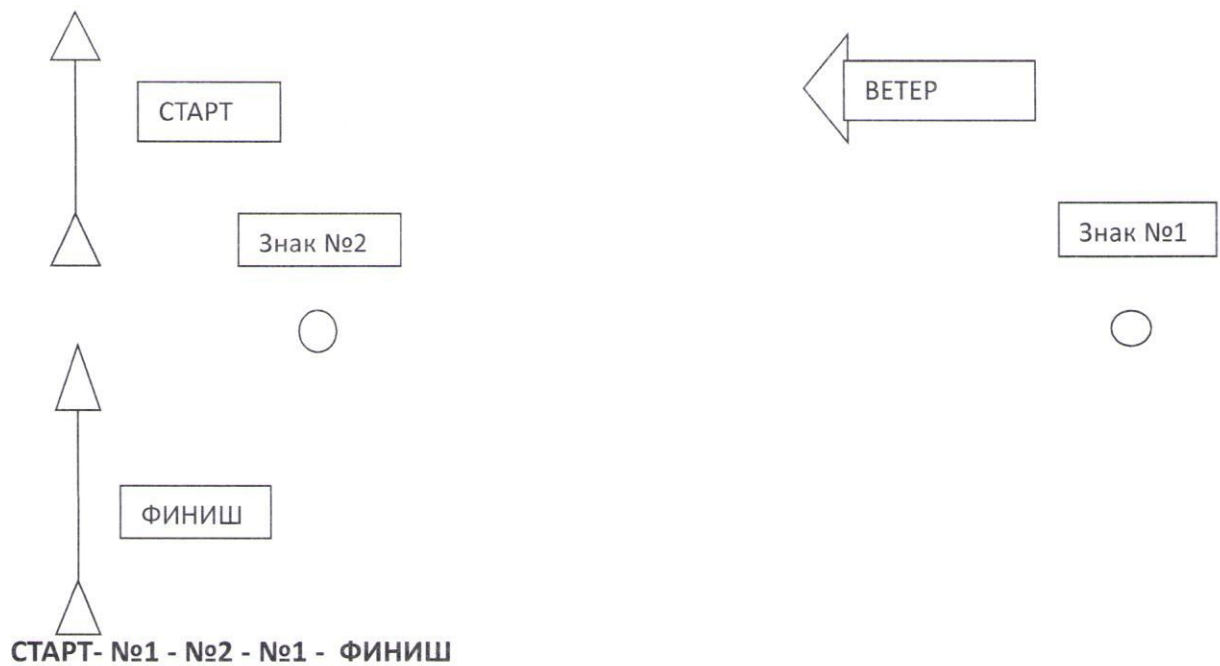 СТАРТ
ВЕТЕР
Знак №2
Знак №1
ФИНИШ
СТАРТ- №1 - №2 - №1 - ФИНИШ